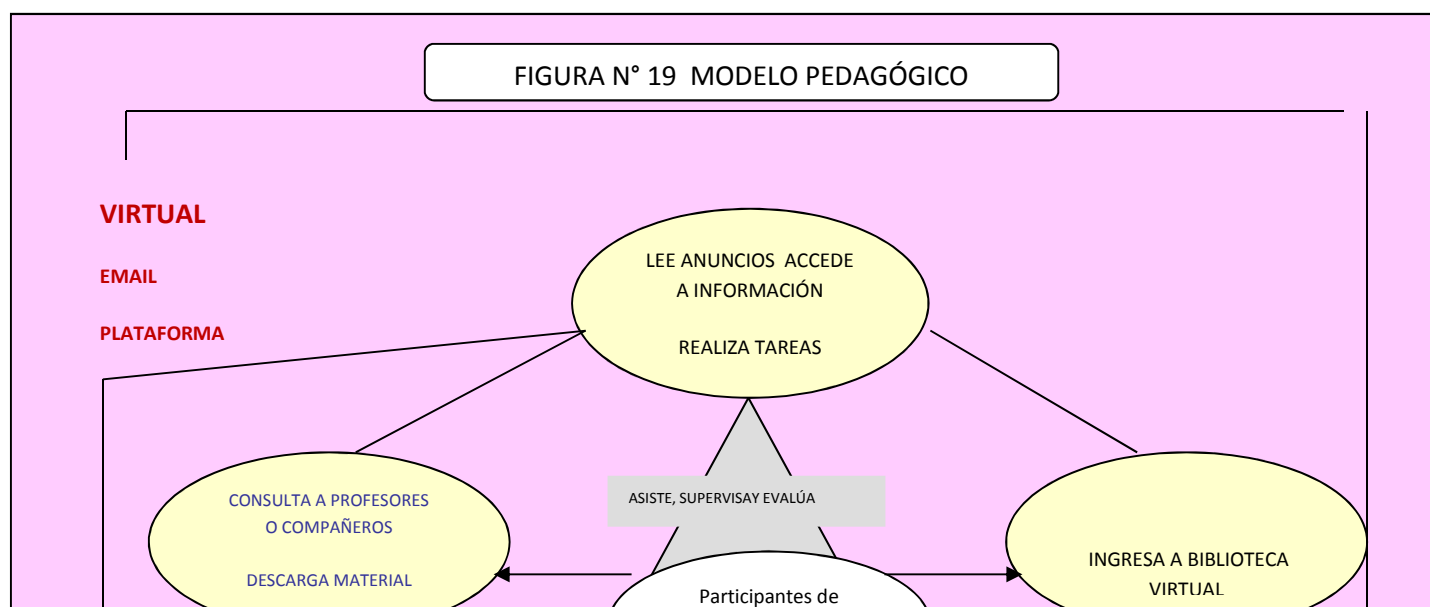 FIGURA N° 19 MODELO PEDAGÓGICO
VIRTUAL
EMAIL
PLATAFORMA
LEE ANUNCIOS ACCEDE
A INFORMACIÓN
REALIZA TAREAS
CONSULTA A PROFESORES
O COMPAÑEROS
DESCARGA MATERIAL
ASISTE, SUPERVISAY EVALÚA
Participantes de
INGRESA A BIBLIOTECA
VIRTUAL